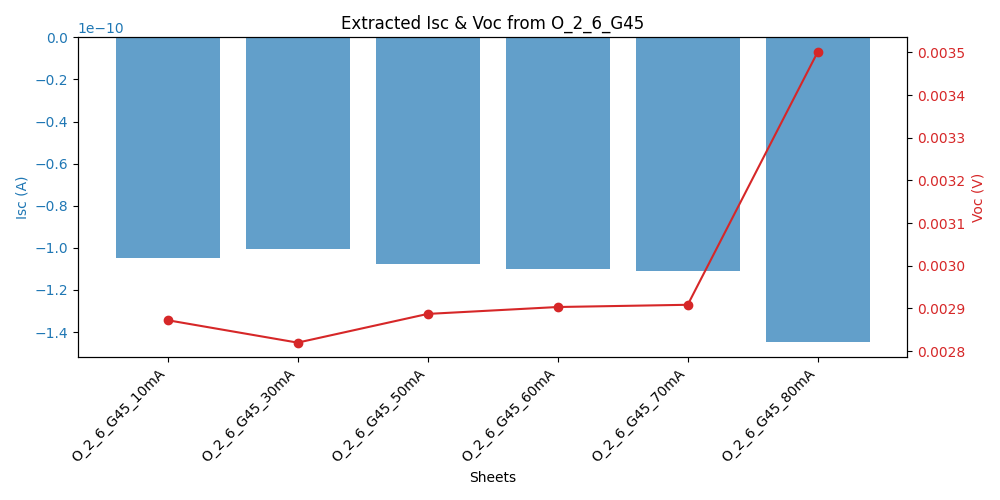 Extracted Isc & Voc from O_2_6_G45
1e−10
0.0
−0.2
−0.4
−0.6
−0.8
−1.0
−1.2
−1.4
Isc (A)
0.0035
0.0034
0.0033
0.0032
0.0031
0.0030
0.0029
0.0028
Voc (V)
O_2_6_G45_10mA
O_2_6_G45_30mA
O_2_6_G45_50mA
O_2_6_G45_60mA
O_2_6_G45_70mA
O_2_6_G45_80mA
Sheets